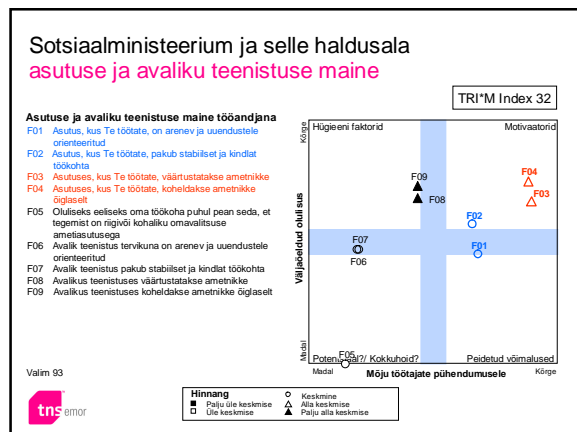 Sotsiaalministeerium ja selle haldusala
asutuse ja avaliku teenistuse maine
TRI*M Index 32
Asutuse ja avaliku teenistuse maine tööandjana
F01 Asutus, kus Te töötate, on arenev ja uuendustele
orienteeritud
F02 Asutus, kus Te töötate, pakub stabiilset ja kindlat
töökohta
F03 Asutuses, kus Te töötate, väärtustatakse ametnikke
F04 Asutuses, kus Te töötate, koheldakse ametnikke
õiglaselt
F05 Oluliseks eeliseks oma töökoha puhul pean seda, et
tegemist on riigivõi kohaliku omavalitsuse
ametiasutusega
F06 Avalik teenistus tervikuna on arenev ja uuendustele
orienteeritud
F07 Avalik teenistus pakub stabiilset ja kindlat töökohta
F08 Avalikus teenistuses väärtustatakse ametnikke
F09 Avalikus teenistuses koheldakse ametnikke õiglaselt
Valim 93
Kõrge
Väljaöeldud olulisus
Madal
Hügieeni faktorid
Motivaatorid
F09
F04
F08
F03
F02
F07
F01
F06
F05
Potentsiaal?/ Kokkuhoid?
Peidetud võimalused
Madal
Mõju töötajate pühendumusele
Kõrge
Hinnang
Palju üle keskmise
Üle keskmise
Keskmine
Alla keskmise
Palju alla keskmise
tns emor